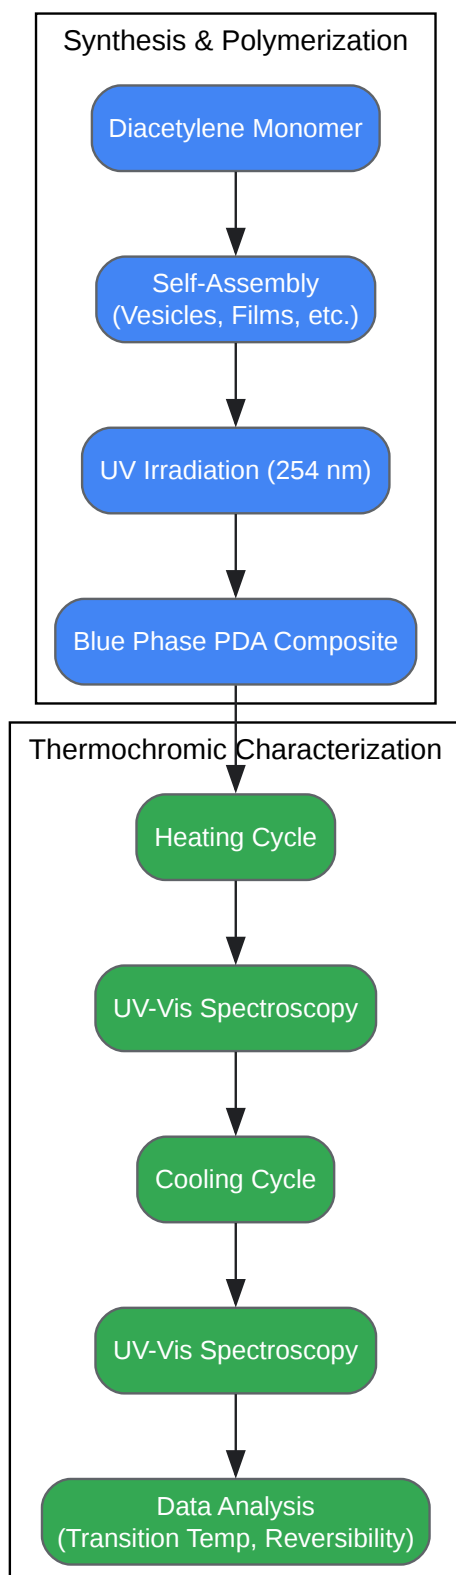 Synthesis & Polymerization
Diacetylene Monomer
Self-Assembly
(Vesicles, Films, etc.)
UV Irradiation (254 nm)
Blue Phase PDA Composite
Thermochromic Characterization
Heating Cycle
UV-Vis Spectroscopy
Cooling Cycle
UV-Vis Spectroscopy
Data Analysis
(Transition Temp, Reversibility)